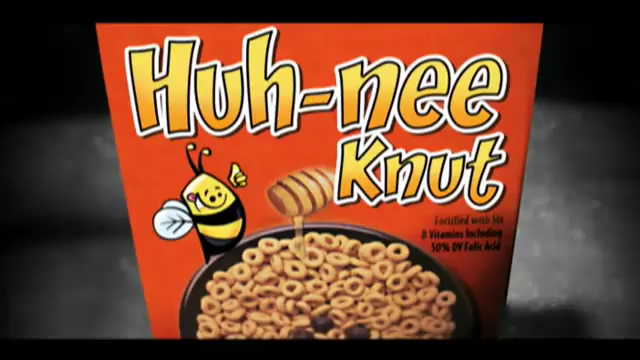 Huh-nee
Knut
Fortified with Six
B Vitamins Including
50% DV Folic Acid